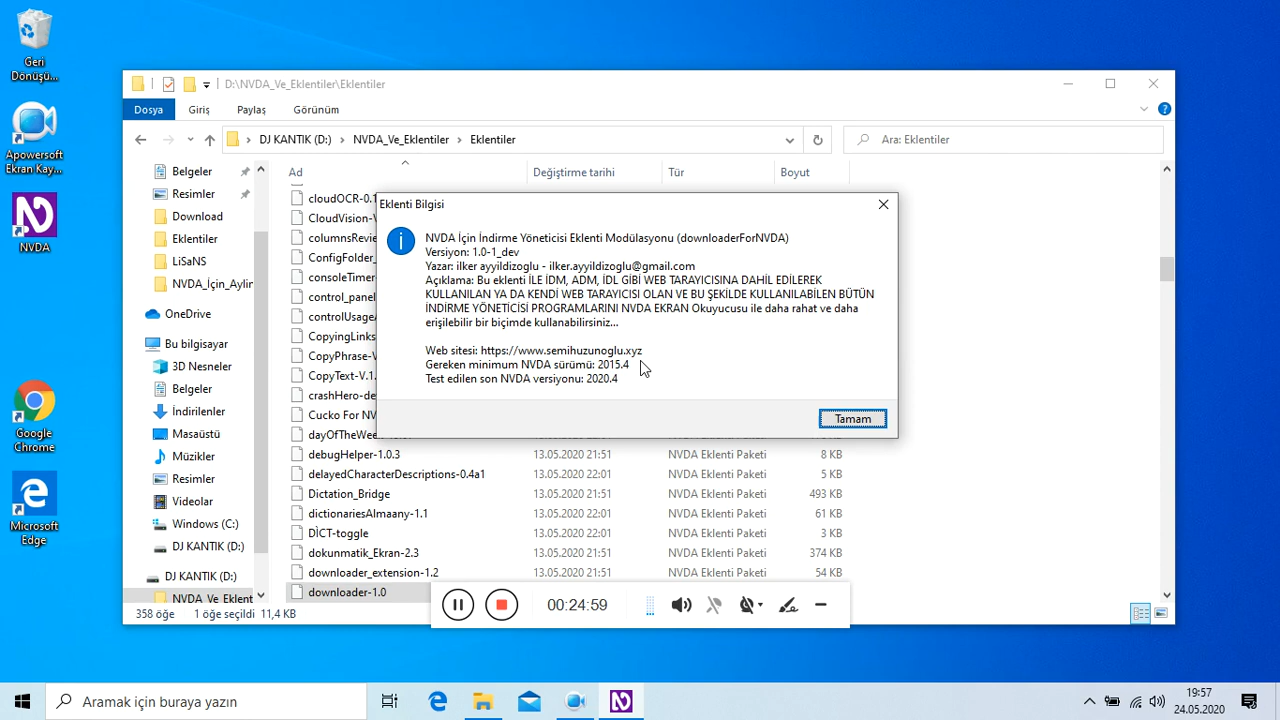 Geri
Dönüşü...
Apowersoft
Ekran Kay...
NVDA
Google
Chrome
Microsoft
Edge
D:\NVDA_Ve_Eklentiler\Eklentiler
Dosya
Giriş
Paylaş
Görünüm
DJ KANTIK (D:) > NVDA_Ve_Eklentiler > Eklentiler
Ara: Eklentiler
Belgeler
Resimler
Download
Eklentiler
LiSaNS
NVDA_İçin_Aylin
OneDrive
Bu bilgisayar
3D Nesneler
Belgeler
İndirilenler
Masaüstü
Müzikler
Resimler
Videolar
Windows (C:)
DJ KANTIK (D:)
DJ KANTIK (D:)
NVDA_Ve_Eklent
Ad
Değiştirme tarihi
Tür
Boyut
cloudOCR-0.1
CloudVision-V
columnsRevie
ConfigFolder_
consoleTimer
control_panel
controlUsageA
CopyingLinks
CopyPhrase-V
CopyText-V.1.
crashHero-de
Cucko For NV
debugHelper-1.0.3 13.05.2020 21:51 NVDA Eklenti Paketi 8 KB
delayedCharacterDescriptions-0.4a1 13.05.2020 22:01 NVDA Eklenti Paketi 5 KB
Dictation_Bridge 13.05.2020 21:51 NVDA Eklenti Paketi 493 KB
dictionariesAlmaany-1.1 13.05.2020 22:01 NVDA Eklenti Paketi 61 KB
DİCT-toggle 13.05.2020 22:01 NVDA Eklenti Paketi 3 KB
dokunmatik_Ekran-2.3 13.05.2020 21:51 NVDA Eklenti Paketi 374 KB
downloader_extension-1.2 13.05.2020 21:51 NVDA Eklenti Paketi 54 KB
downloader-1.0
358 öğe 1 öğe seçildi 11,4 KB
Eklenti Bilgisi
NVDA İçin İndirme Yöneticisi Eklenti Modülasyonu (downloaderForNVDA)
Versiyon: 1.0-1_dev
Yazar: ilker ayyildizoglu - ilker.ayyildizoglu@gmail.com
Açıklama: Bu eklenti İLE İDM, ADM, İDL GİBİ WEB TARAYICISINA DAHİL EDİLEREK
KULLANILAN YA DA KENDİ WEB TARAYICISI OLAN VE BU ŞEKİLDE KULLANILABİLEN BÜTÜN
İNDİRME YÖNETİCİSİ PROGRAMLARINI NVDA EKRAN Okuyucusu ile daha rahat ve daha
erişilebilir bir biçimde kullanabilirsiniz...
Web sitesi: https://www.semihuzunoglu.xyz
Gereken minimum NVDA sürümü: 2015.4
Test edilen son NVDA versiyonu: 2020.4
Tamam
00:24:59
Aramak için buraya yazın
19:57
24.05.2020